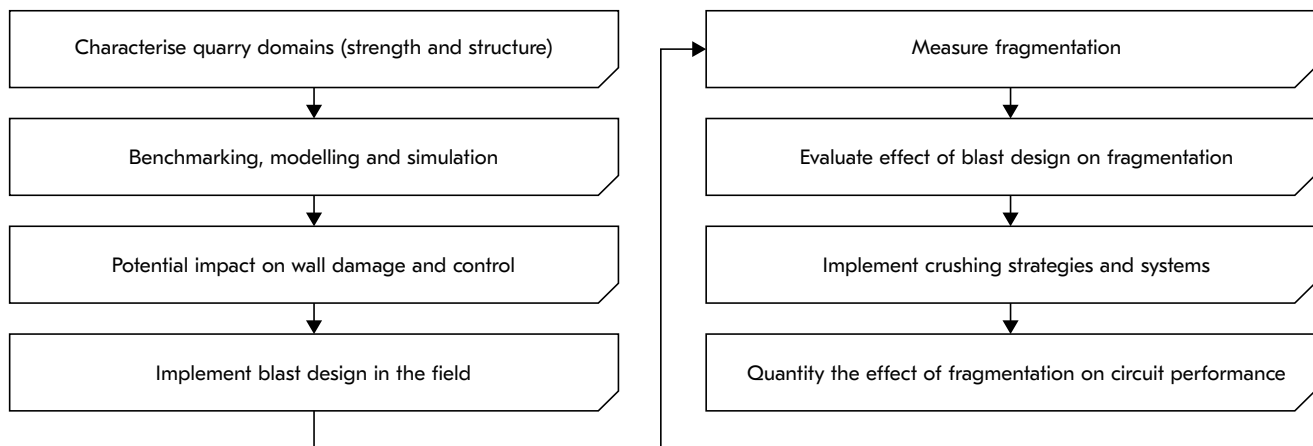 Characterise quarry domains (strength and structure)
Benchmarking, modelling and simulation
Potential impact on wall damage and control
Implement blast design in the field
Measure fragmentation
Evaluate effect of blast design on fragmentation
Implement crushing strategies and systems
Quantity the effect of fragmentation on circuit performance